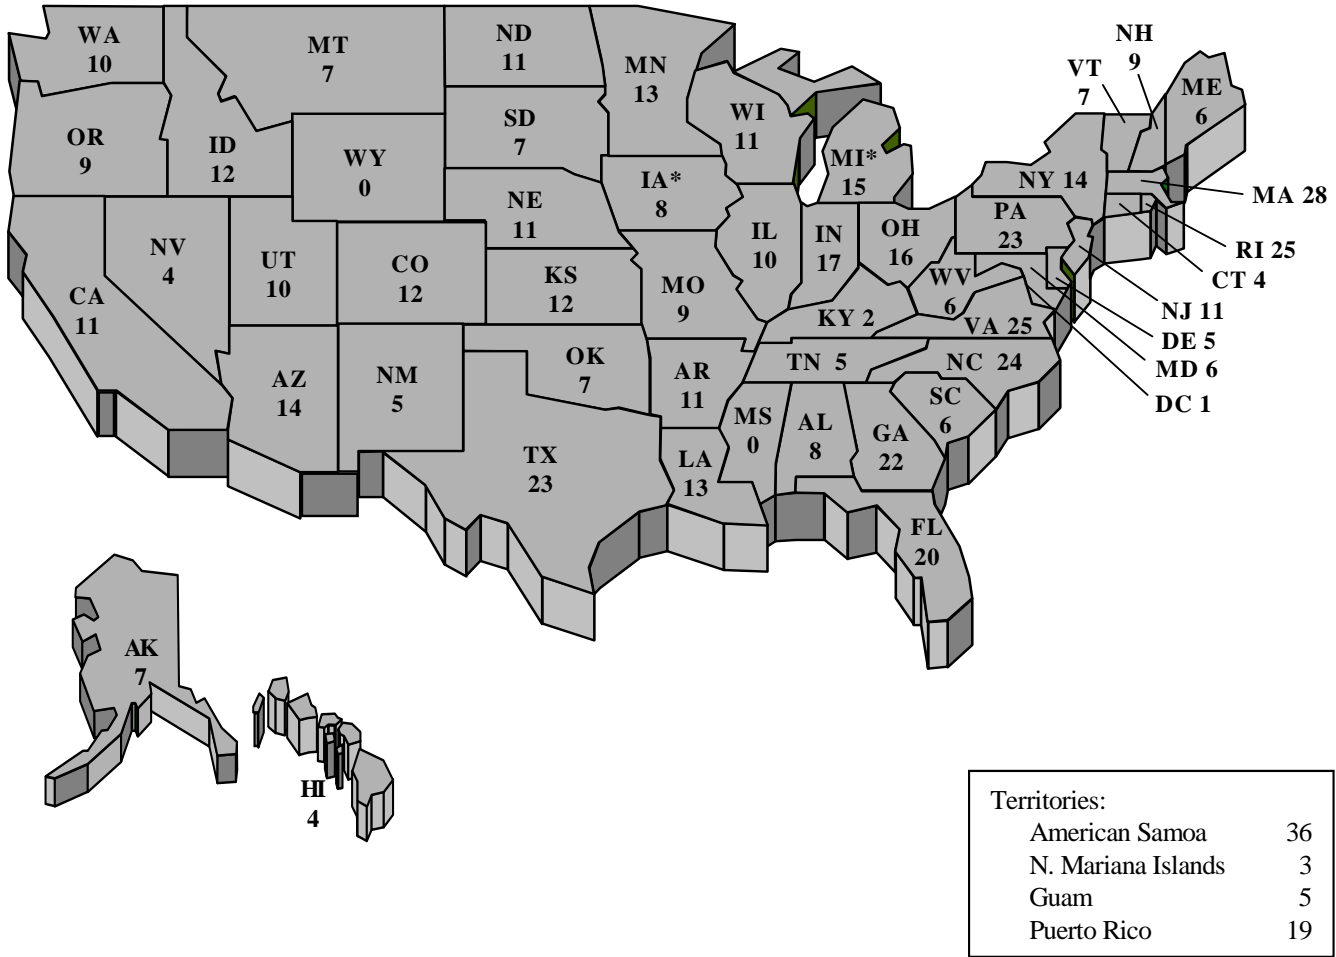 WA
10
MT
7
ND
11
MN
13
NH
9
VT
7
ME
6
OR
9
ID
12
WY
0
SD
7
WI
11
MI*
15
NY 14
MA 28
IA*
8
NE
11
PA
23
RI 25
NV
4
UT
10
CO
12
KS
12
IL
10
IN
17
OH
16
WV
6
CT 4
CA
11
MO
9
KY 2
VA 25
NJ 11
DE 5
MD 6
DC 1
AZ
14
NM
5
OK
7
AR
11
TN 5
NC 24
SC
6
MS
0
AL
8
GA
22
TX
23
LA
13
FL
20
AK
7
HI
4
Territories:
American Samoa 36
N. Mariana Islands 3
Guam 5
Puerto Rico 19